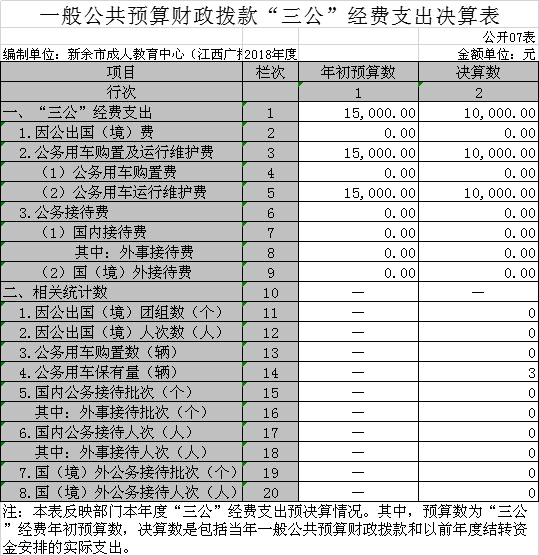 一般公共预算财政拨款“三公”经费支出决算表
公开07表
编制单位：新余市成人教育中心（江西广播 2018年度 金额单位：元
项目 栏次 年初预算数 决算数
行次 1 2
一、“三公”经费支出 1 15,000.00 10,000.00
1.因公出国（境）费 2 0.00 0.00
2.公务用车购置及运行维护费 3 15,000.00 10,000.00
（1）公务用车购置费 4 0.00 0.00
（2）公务用车运行维护费 5 15,000.00 10,000.00
3.公务接待费 6 0.00 0.00
（1）国内接待费 7 0.00 0.00
其中：外事接待费 8 0.00 0.00
（2）国（境）外接待费 9 0.00 0.00
二、相关统计数 10 — —
1.因公出国（境）团组数（个） 11 — 0
2.因公出国（境）人次数（人） 12 — 0
3.公务用车购置数（辆） 13 — 0
4.公务用车保有量（辆） 14 — 3
5.国内公务接待批次（个） 15 — 0
其中：外事接待批次（个） 16 — 0
6.国内公务接待人次（人） 17 — 0
其中：外事接待人次（人） 18 — 0
7.国（境）外公务接待批次（个） 19 — 0
8.国（境）外公务接待人次（人） 20 — 0
注：本表反映部门本年度“三公”经费支出预决算情况。其中，预算数为“三公
”经费年初预算数，决算数是包括当年一般公共预算财政拨款和以前年度结转资
金安排的实际支出。